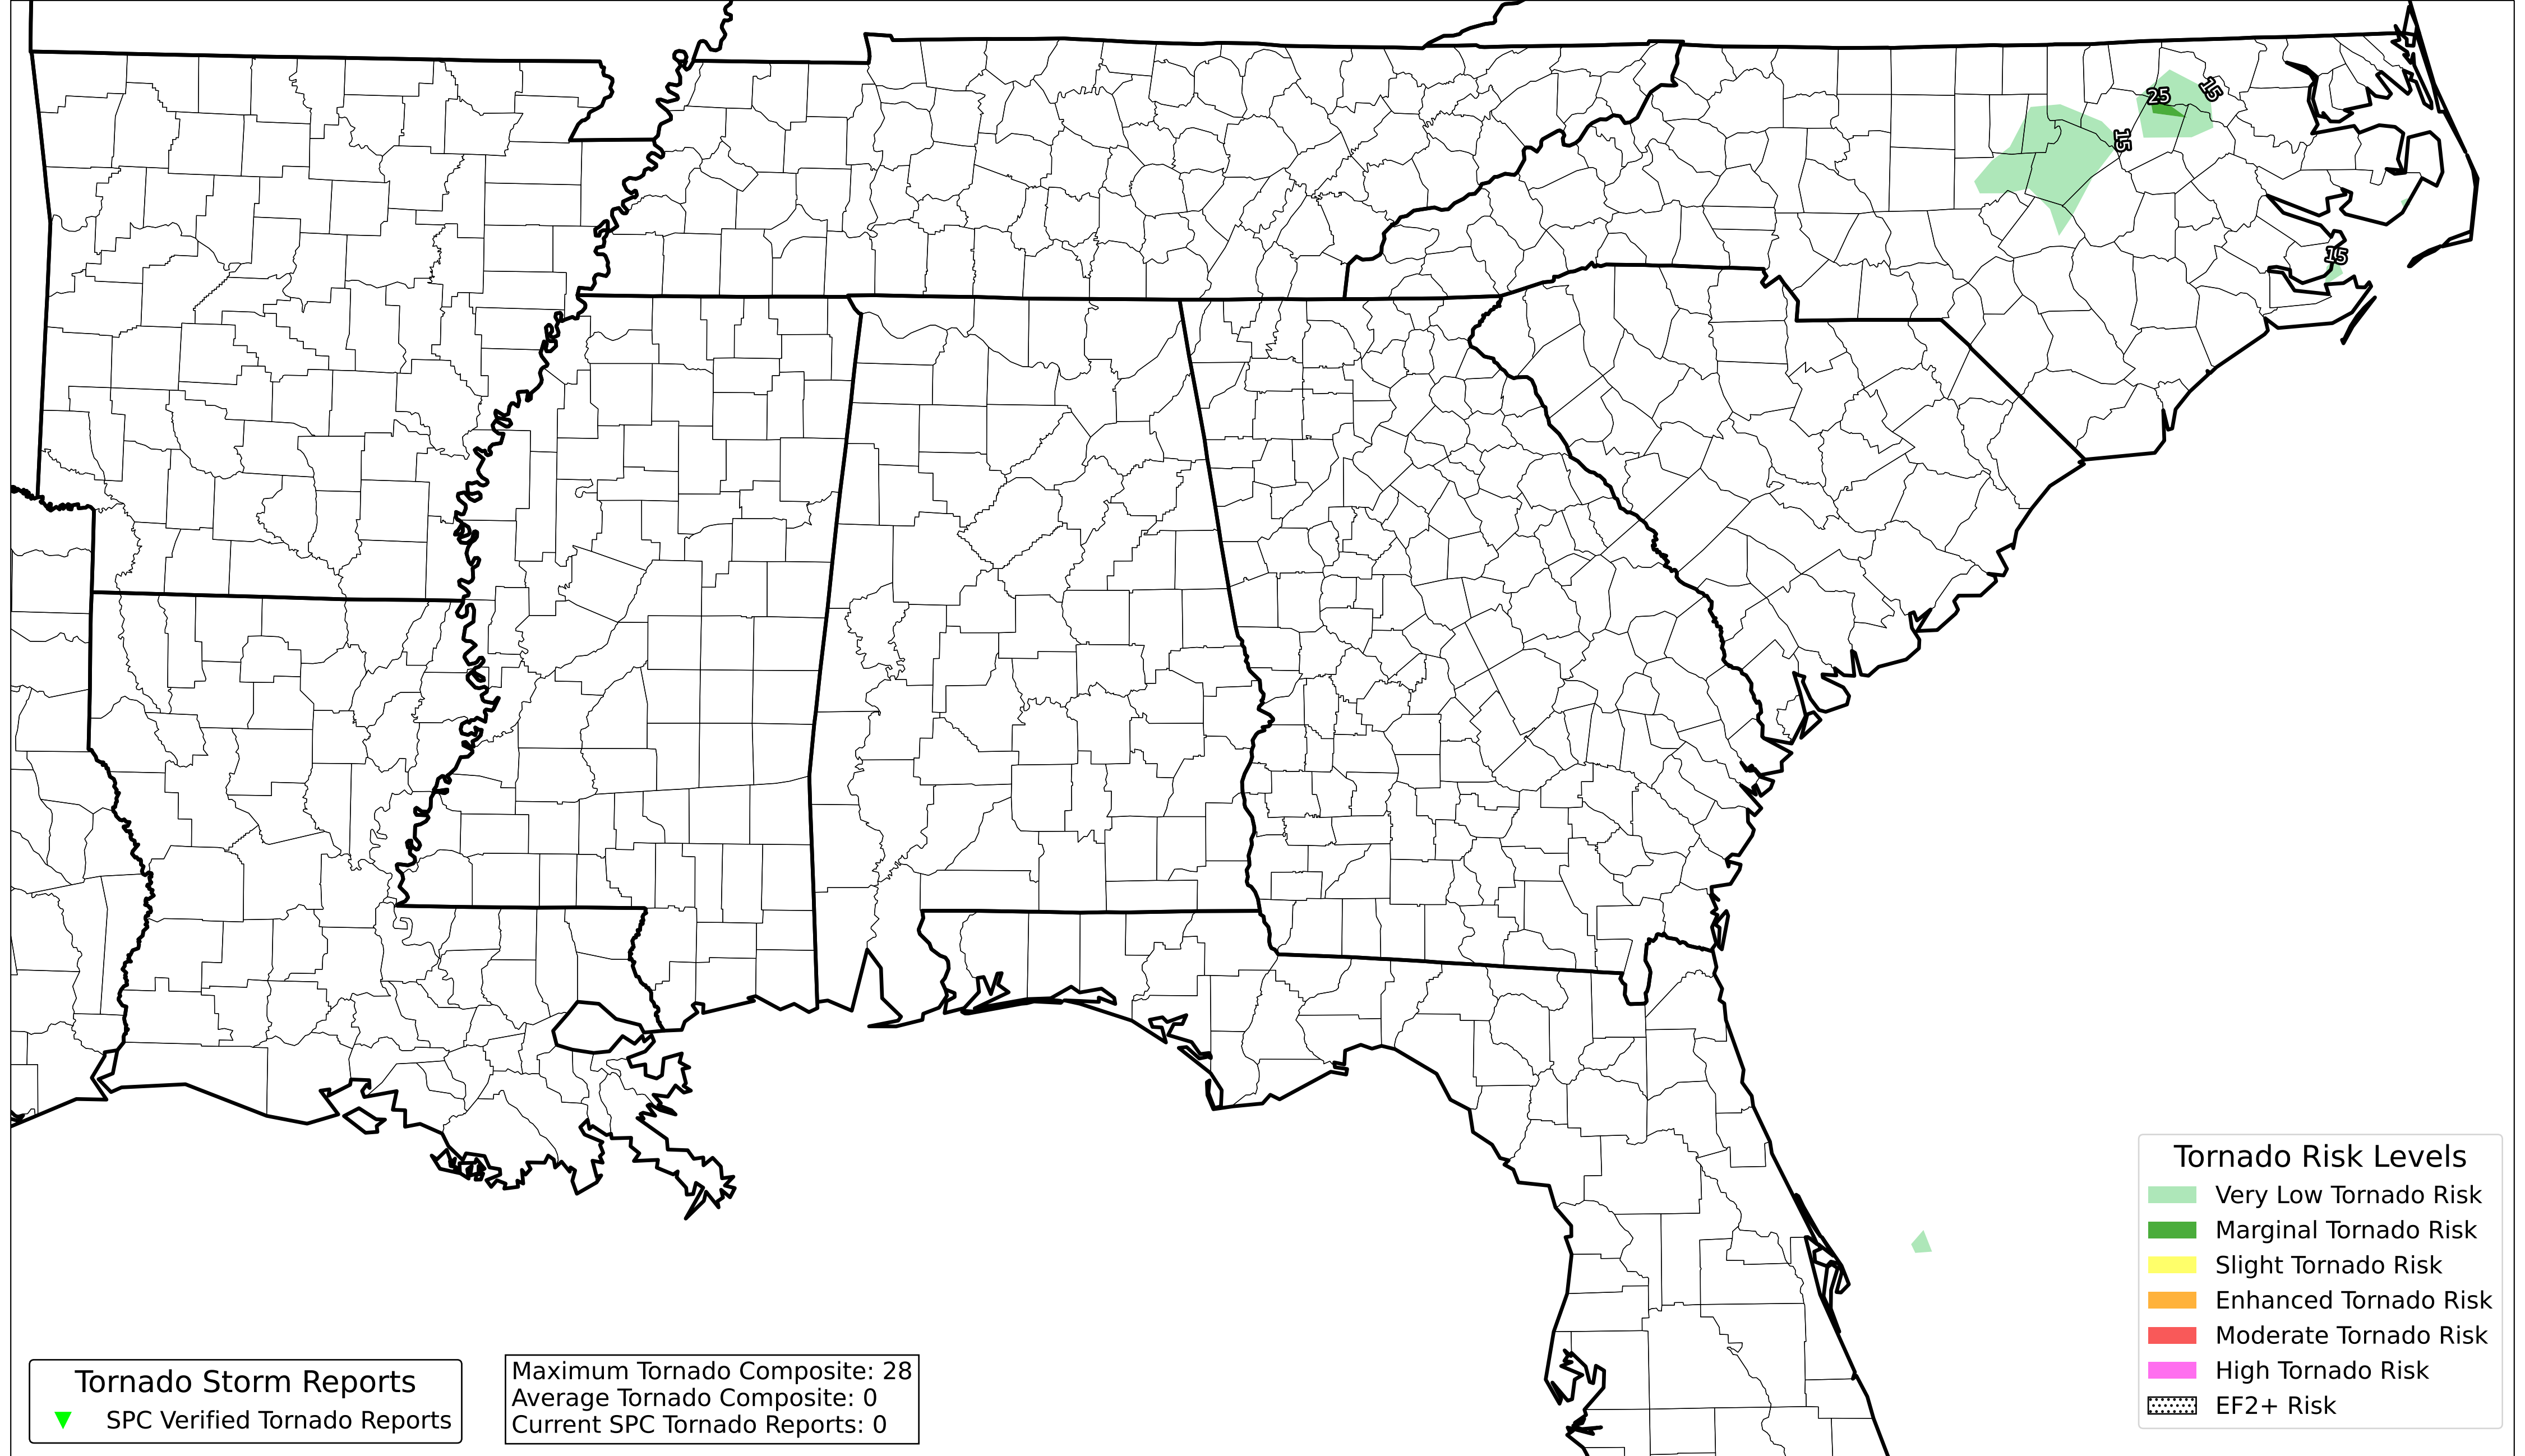 25
15
15
15
Tornado Risk Levels
Very Low Tornado Risk
Marginal Tornado Risk
Slight Tornado Risk
Enhanced Tornado Risk
Moderate Tornado Risk
High Tornado Risk
EF2+ Risk
Tornado Storm Reports
SPC Verified Tornado Reports
Maximum Tornado Composite: 28
Average Tornado Composite: 0
Current SPC Tornado Reports: 0